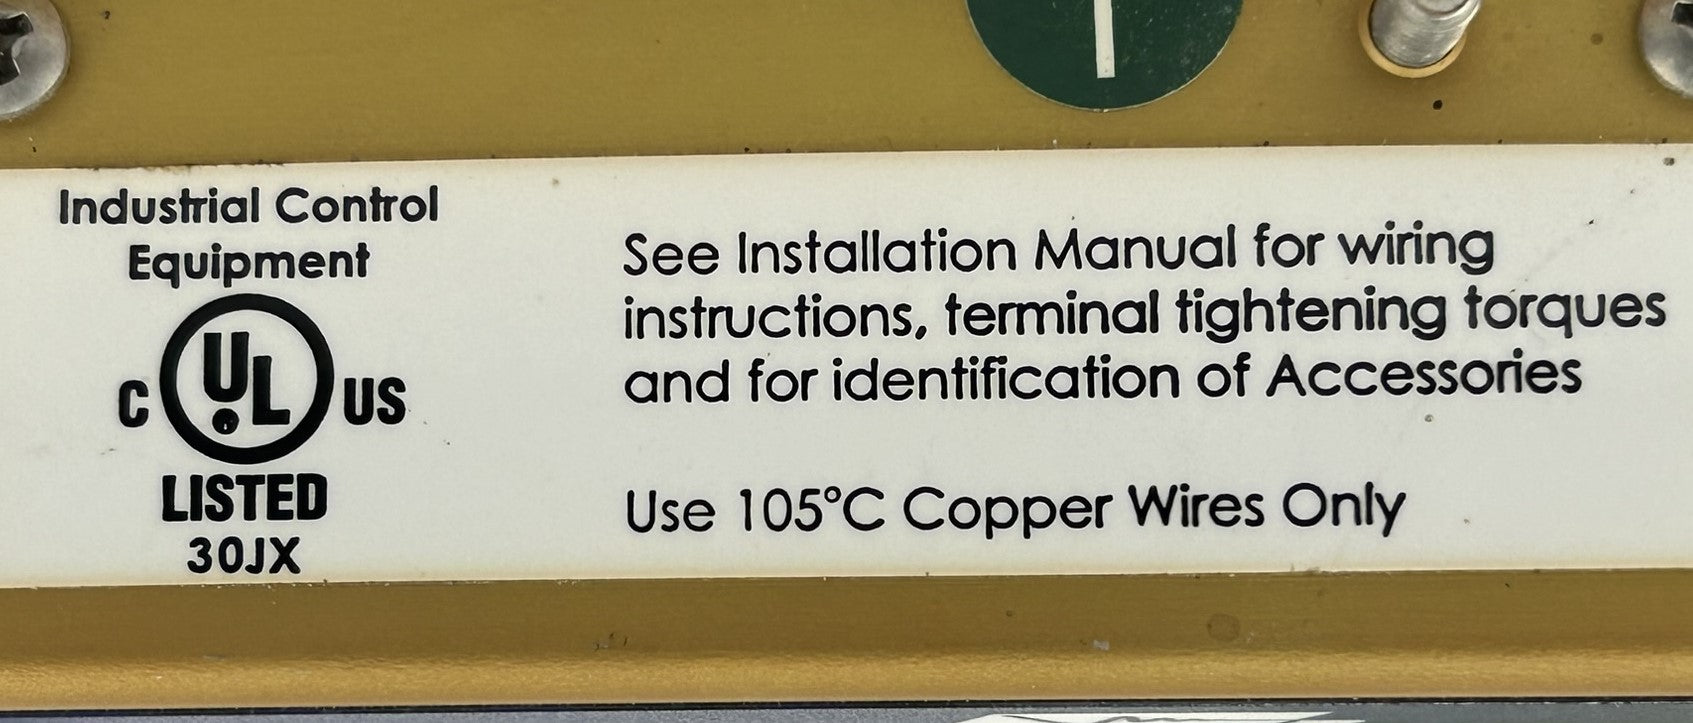 Industrial Control
Equipment
C UL US
LISTED
30JX
See Installation Manual for wiring
instructions, terminal tightening torques
and for identification of Accessories
Use 105°C Copper Wires Only